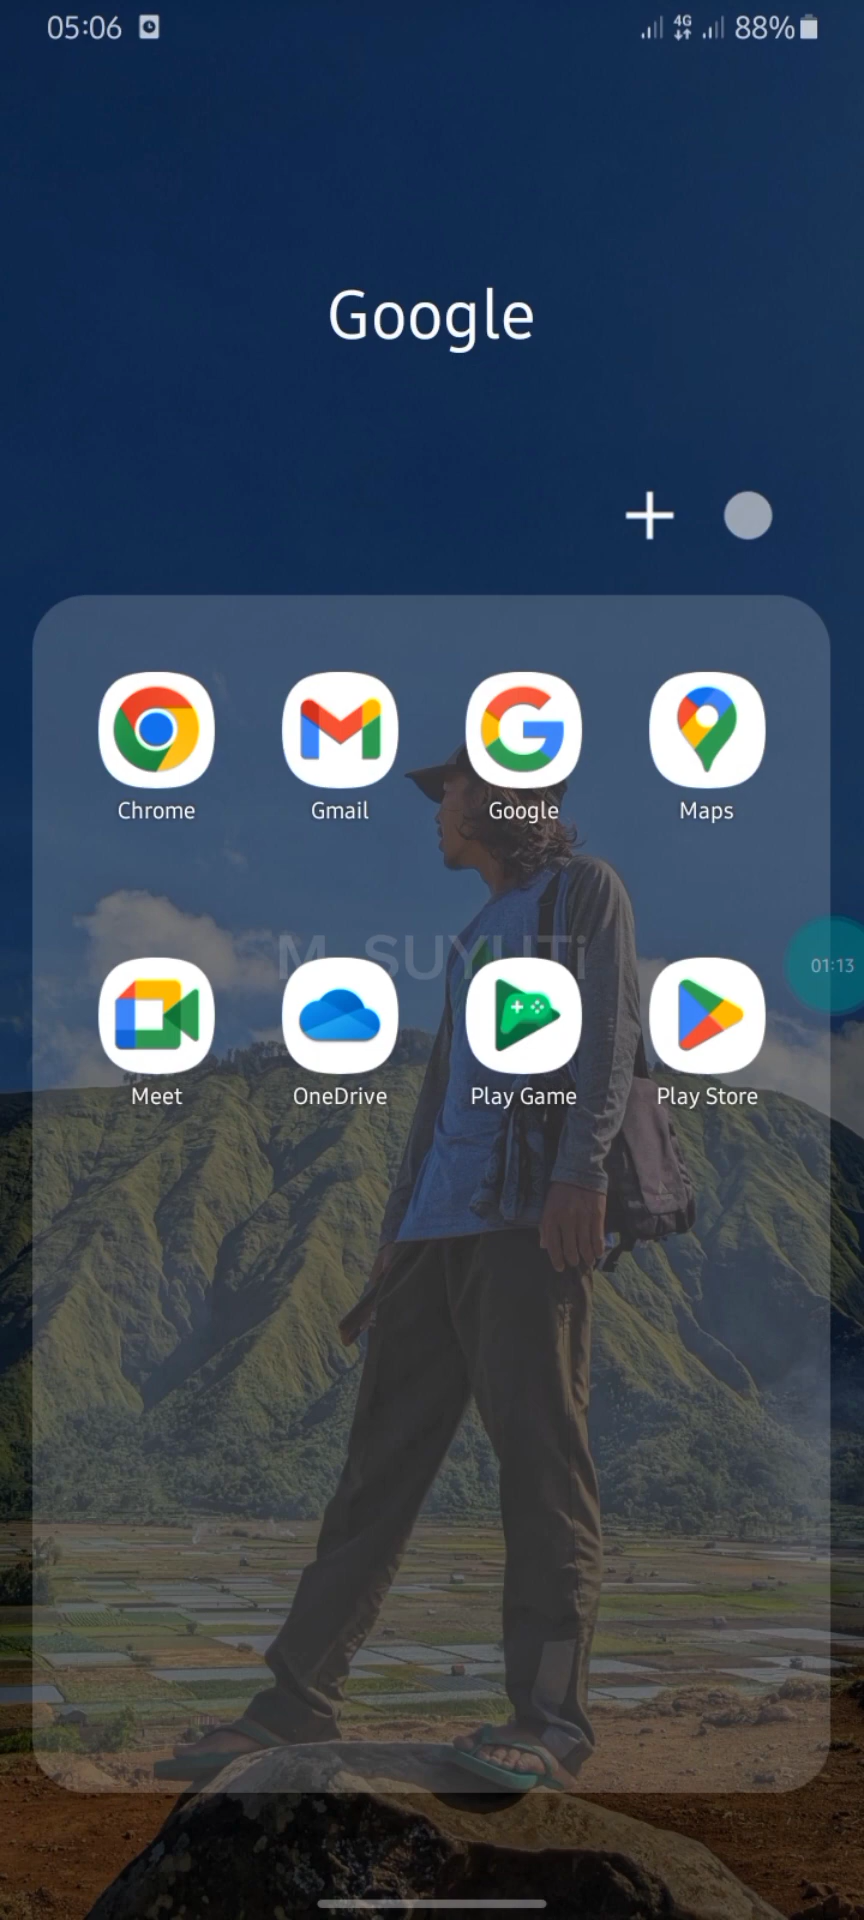 05:06 4G 88%
Google
Chrome Gmail Google Maps
M. SUYUTi
01:13
Meet OneDrive Play Game Play Store